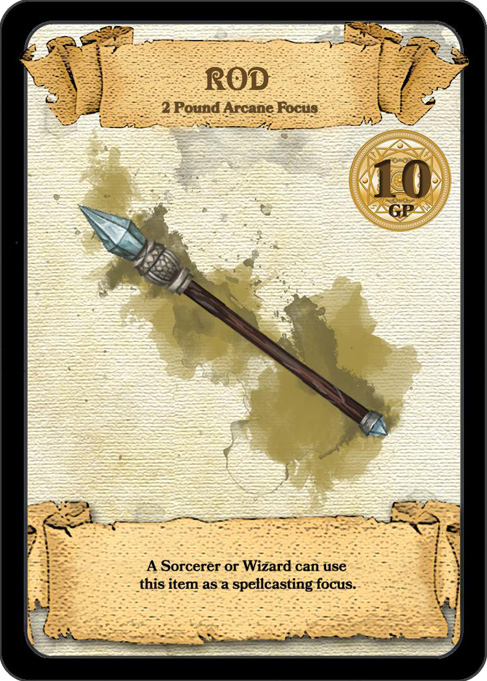 ROD
2 Pound Arcane Focus
10
GP
A Sorcerer or Wizard can use
this item as a spellcasting focus.